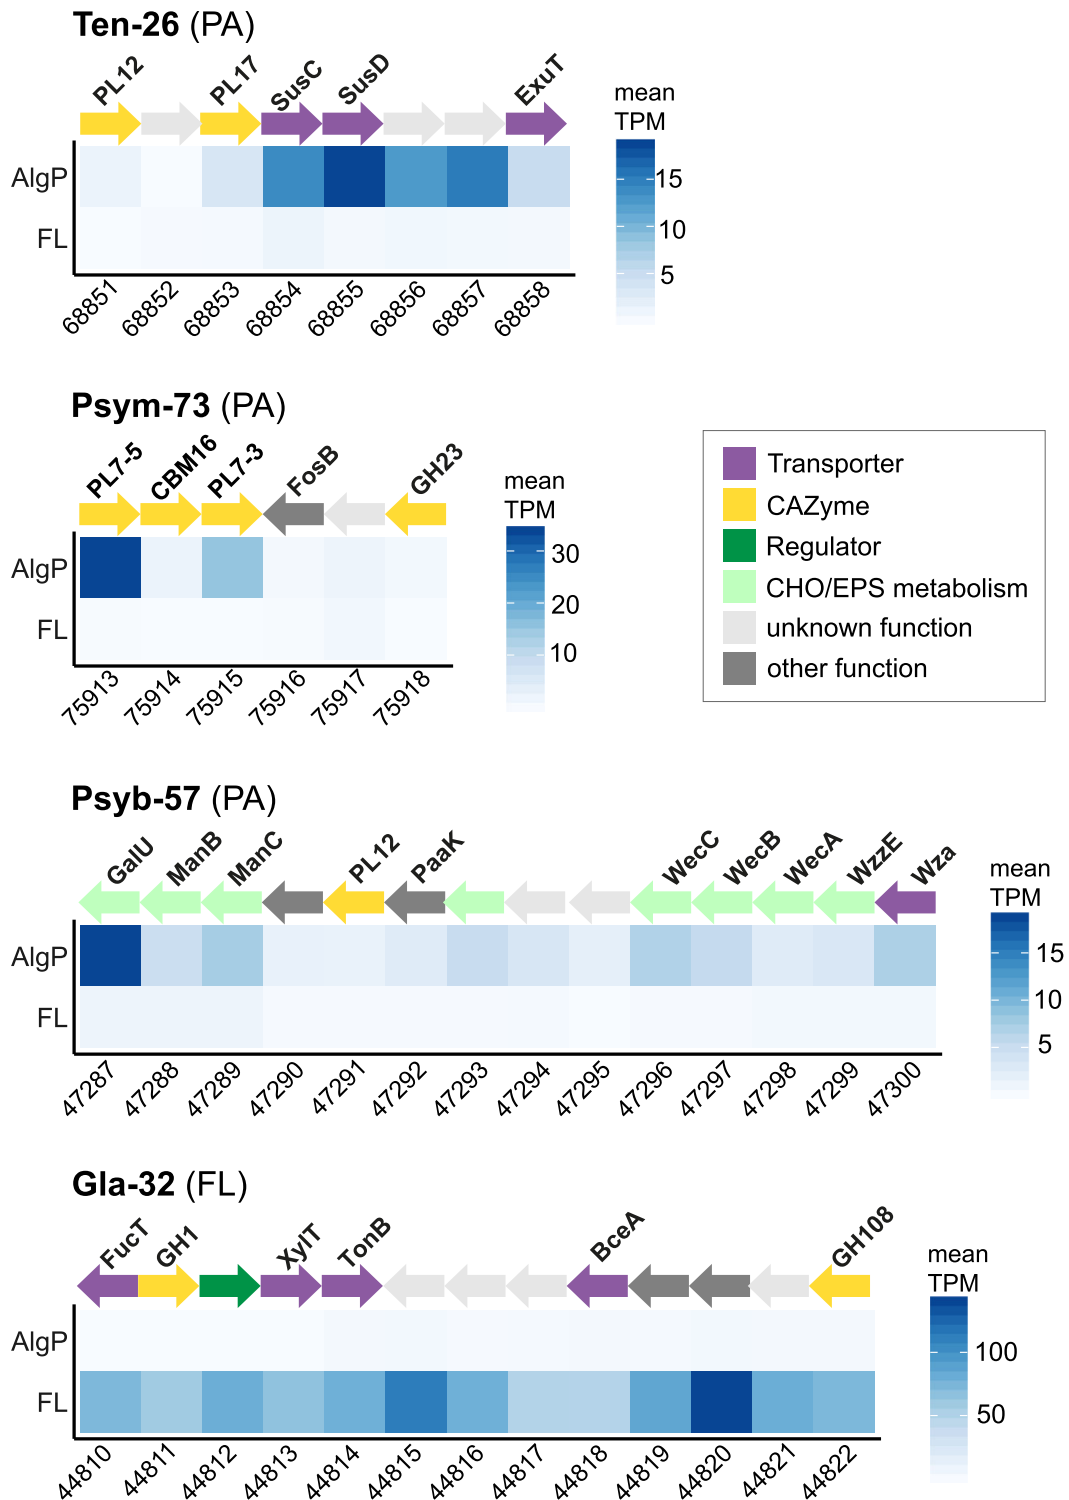 Ten-26 (PA)
PL12 PL17 SusC SusD ExuT
mean
TPM
AlgP
FL
15
10
5
68851 68852 68853 68854 68855 68856 68857 68858
Psym-73 (PA)
PL7-5 CBM16 PL7-3 FosB GH23
mean
TPM
AlgP
FL
30
20
10
75913 75914 75915 75916 75917 75918
Transporter
CAZyme
Regulator
CHO/EPS metabolism
unknown function
other function
Psyb-57 (PA)
GalU ManB ManC PL12 PaaK WecC WecB WecA WzzE Wza
mean
TPM
AlgP
FL
15
10
5
47287 47288 47289 47290 47291 47292 47293 47294 47295 47296 47297 47298 47299 47300
Gla-32 (FL)
FucT GH1 XylT TonB BceA GH108
mean
TPM
AlgP
FL
100
50
44810 44811 44812 44813 44814 44815 44816 44817 44818 44819 44820 44821 44822